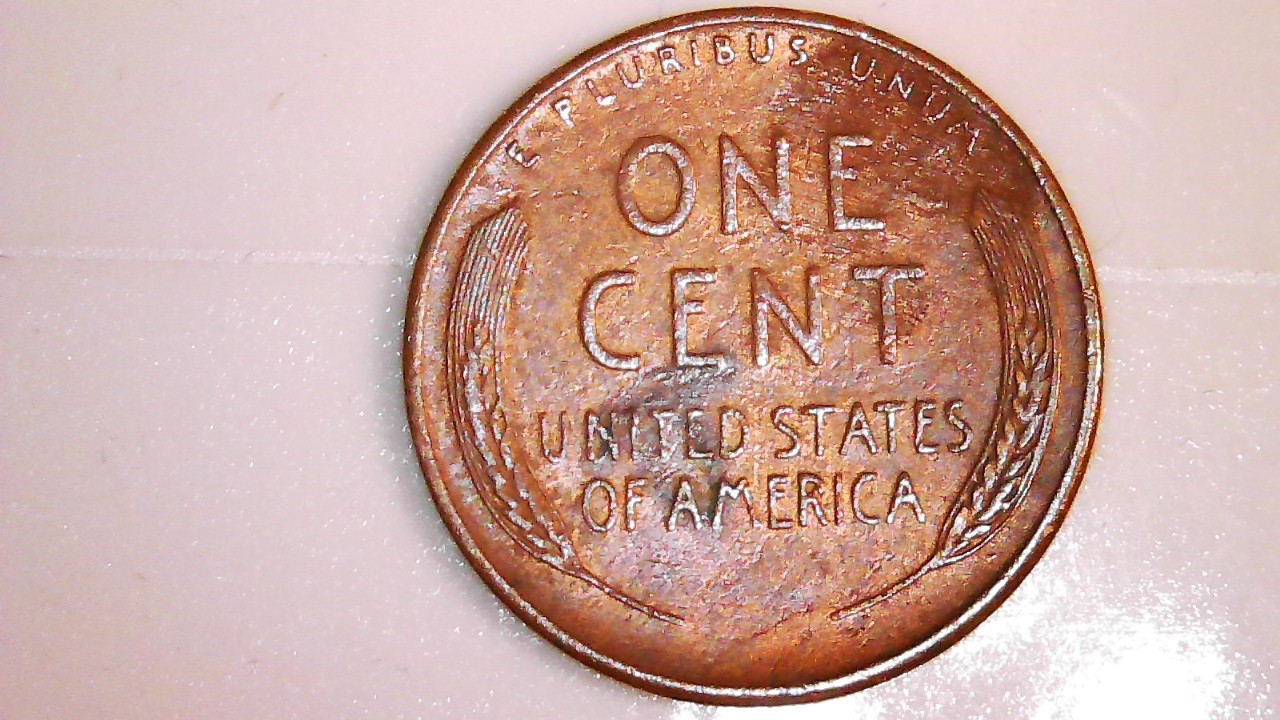 E PLURIBUS UNUM
ONE
CENT
UNITED STATES
OF AMERICA